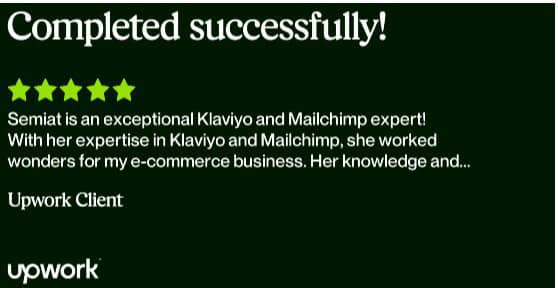 Completed successfully!
Semiat is an exceptional Klaviyo and Mailchimp expert!
With her expertise in Klaviyo and Mailchimp, she worked
wonders for my e-commerce business. Her knowledge and...
Upwork Client
upwork